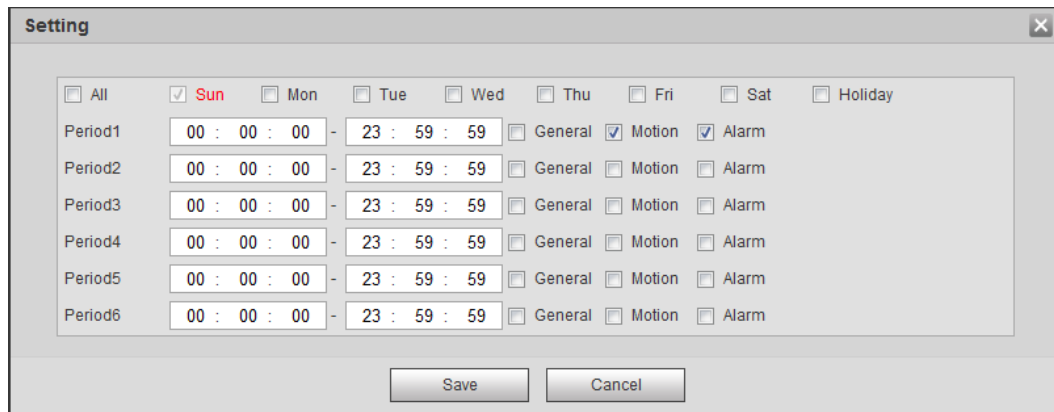 Setting
All Sun Mon Tue Wed Thu Fri Sat Holiday
Period1 00 : 00 : 00 - 23 : 59 : 59 General Motion Alarm
Period2 00 : 00 : 00 - 23 : 59 : 59 General Motion Alarm
Period3 00 : 00 : 00 - 23 : 59 : 59 General Motion Alarm
Period4 00 : 00 : 00 - 23 : 59 : 59 General Motion Alarm
Period5 00 : 00 : 00 - 23 : 59 : 59 General Motion Alarm
Period6 00 : 00 : 00 - 23 : 59 : 59 General Motion Alarm
Save Cancel